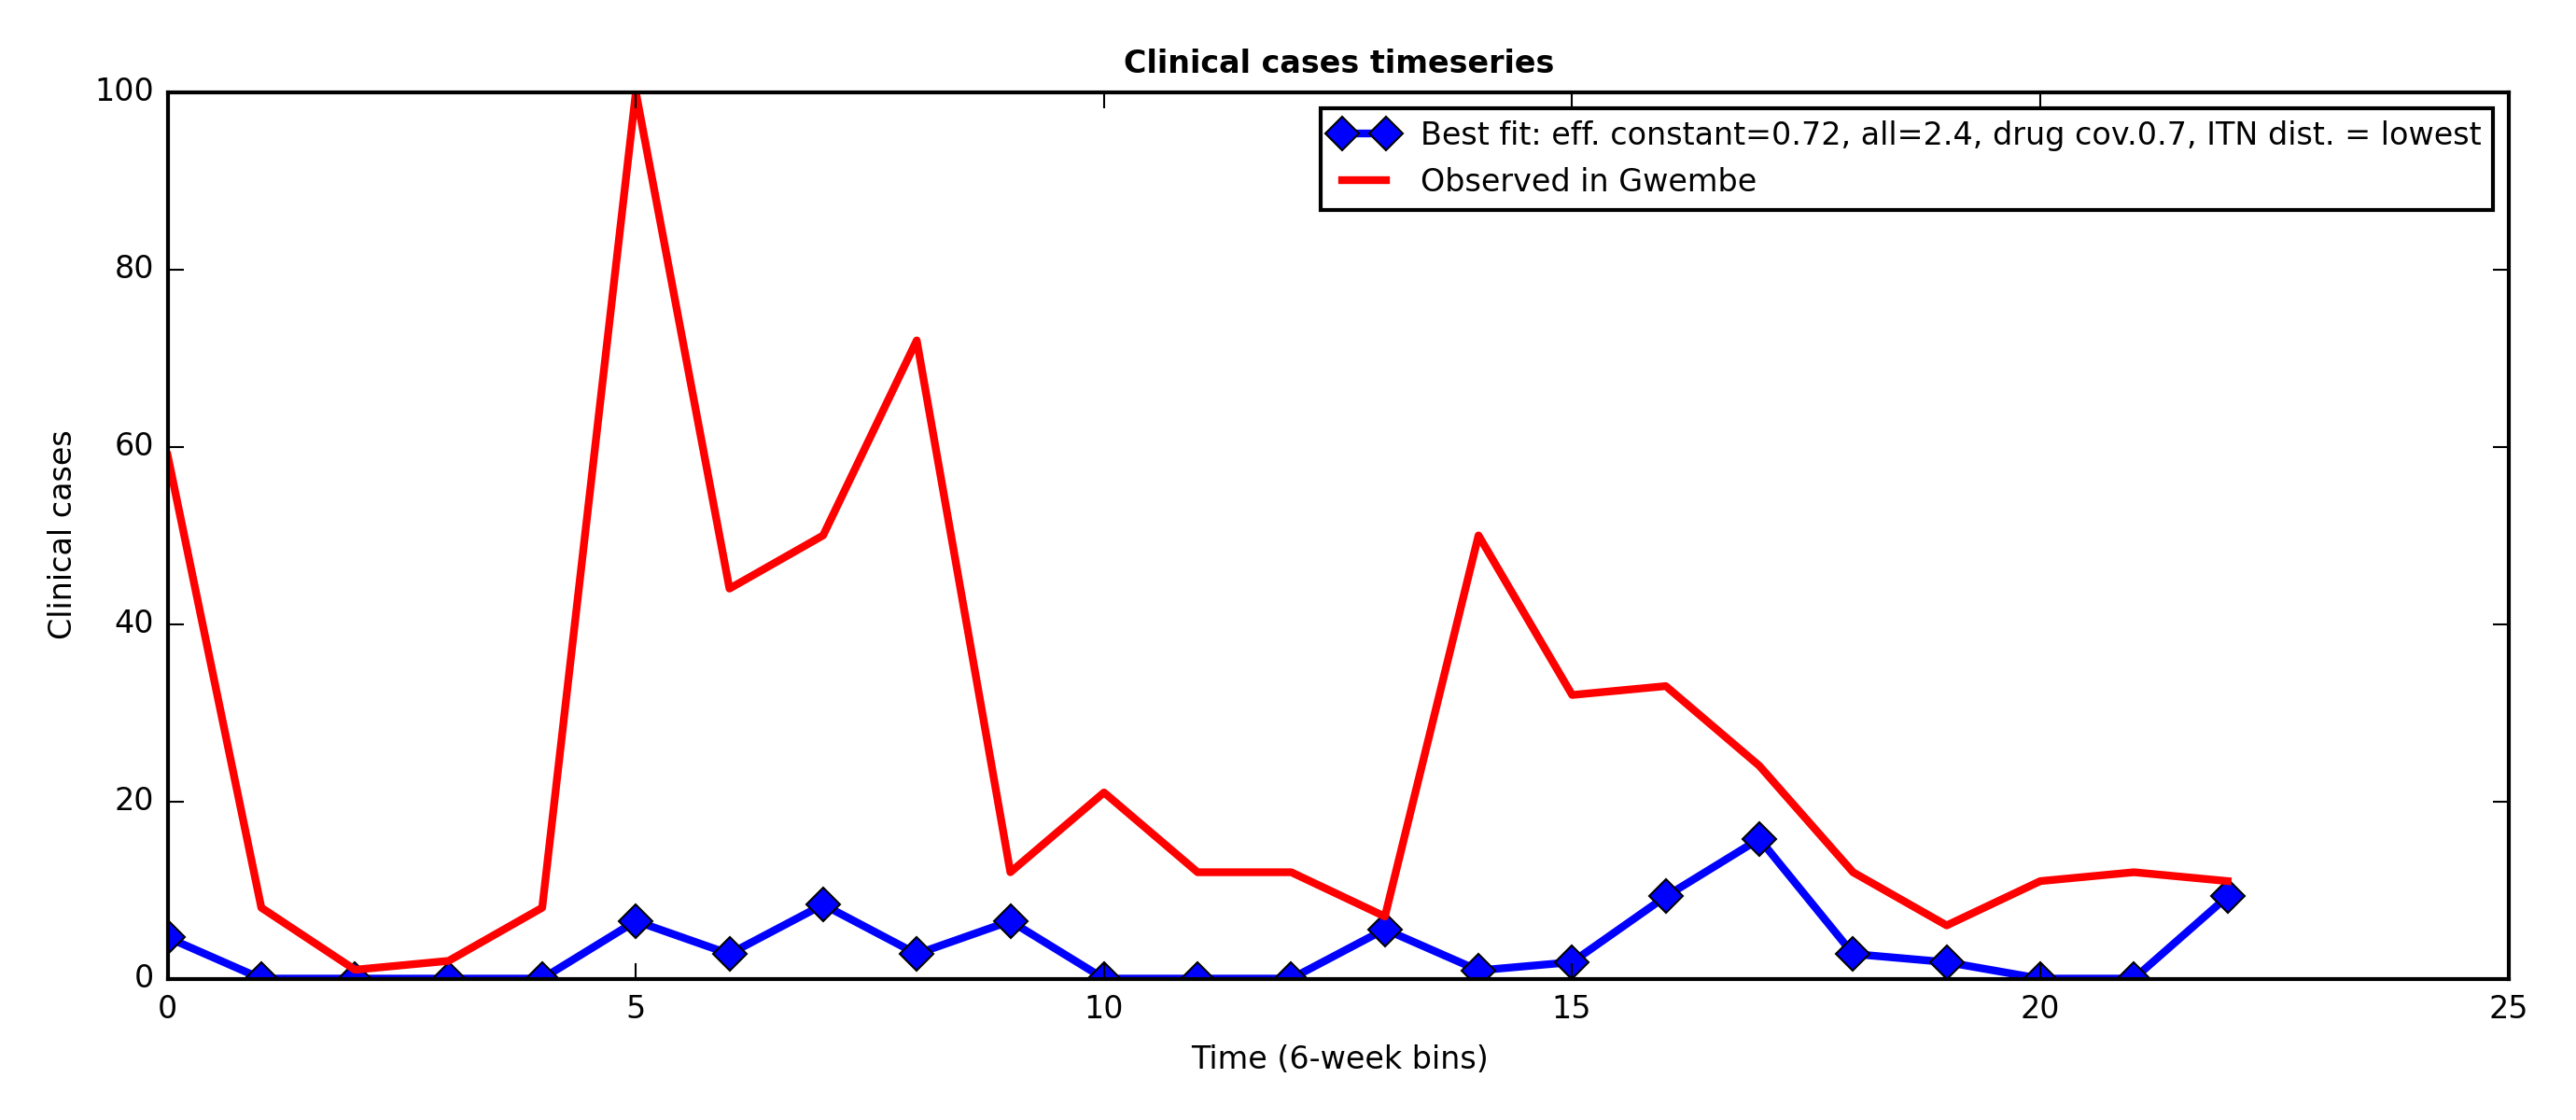 Clinical cases timeseries
100
80
60
40
20
0
Clinical cases
Best fit: eff. constant=0.72, all=2.4, drug cov.0.7, ITN dist. = lowest
Observed in Gwembe
0 5 10 15 20 25
Time (6-week bins)